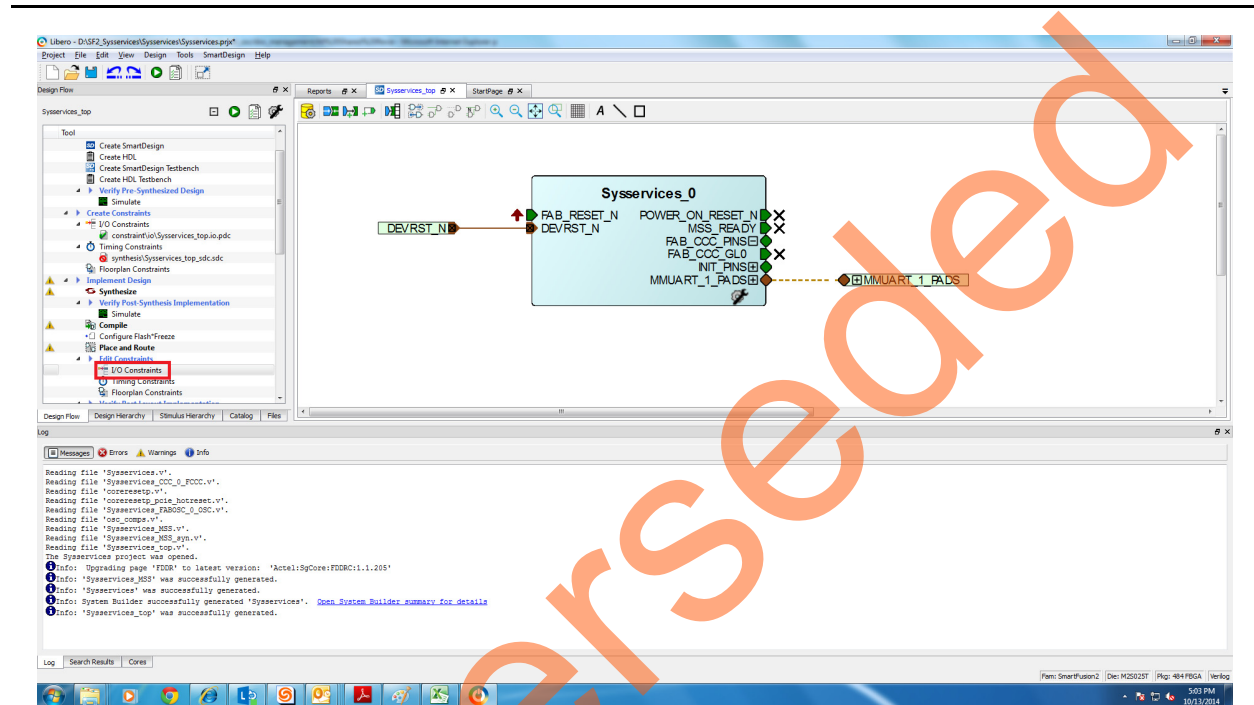 Libero - D:\SF2_Sysservices\Sysservices\Sysservices.prjx*
Project File Edit View Design Tools SmartDesign Help
Design Flow
Reports Sysservices_top StartPage
Sysservices_top
Tool
Create SmartDesign
Create HDL
Create SmartDesign Testbench
Create HDL Testbench
Verify Pre-Synthesized Design
Simulate
Create Constraints
I/O Constraints
constraint\io\Sysservices_top.io.pdc
Timing Constraints
synthesis\Sysservices_top_sdc.sdc
Floorplan Constraints
Implement Design
Synthesize
Verify Post-Synthesis Implementation
Simulate
Compile
Configure Flash*Freeze
Place and Route
Edit Constraints
I/O Constraints
Timing Constraints
Floorplan Constraints
Verify Post Layout Implementation
Design Flow Design Hierarchy Stimulus Hierarchy Catalog Files
A
Sysservices_0
FAB_RESET_N POWER_ON_RESET_N
DEVRST_N DEVRST_N MSS_READY
FAB_CCC_PINS
FAB_CCC_GL0
INIT_PINS
MMUART_1_PADS MMUART_1_PADS
Log
Messages Errors Warnings Info
Reading file 'Sysservices.v'.
Reading file 'Sysservices_CCC_0_FCCC.v'.
Reading file 'coreresetp.v'.
Reading file 'coreresetp_pcie_hotreset.v'.
Reading file 'Sysservices_FABOSC_0_OSC.v'.
Reading file 'osc_comps.v'.
Reading file 'Sysservices_MSS.v'.
Reading file 'Sysservices_MSS_syn.v'.
Reading file 'Sysservices_top.v'.
The Sysservices project was opened.
Info: Upgrading page 'FDDR' to latest version: 'Actel:SgCore:FDDRC:1.1.205'
Info: 'Sysservices_MSS' was successfully generated.
Info: 'Sysservices' was successfully generated.
Info: System Builder successfully generated 'Sysservices'. Open System Builder summary for details
Info: 'Sysservices_top' was successfully generated.
Log Search Results Cores
Fam: SmartFusion2 Die: M2S025T Pkg: 484 FBGA Verilog
5:03 PM
10/13/2014
erseded